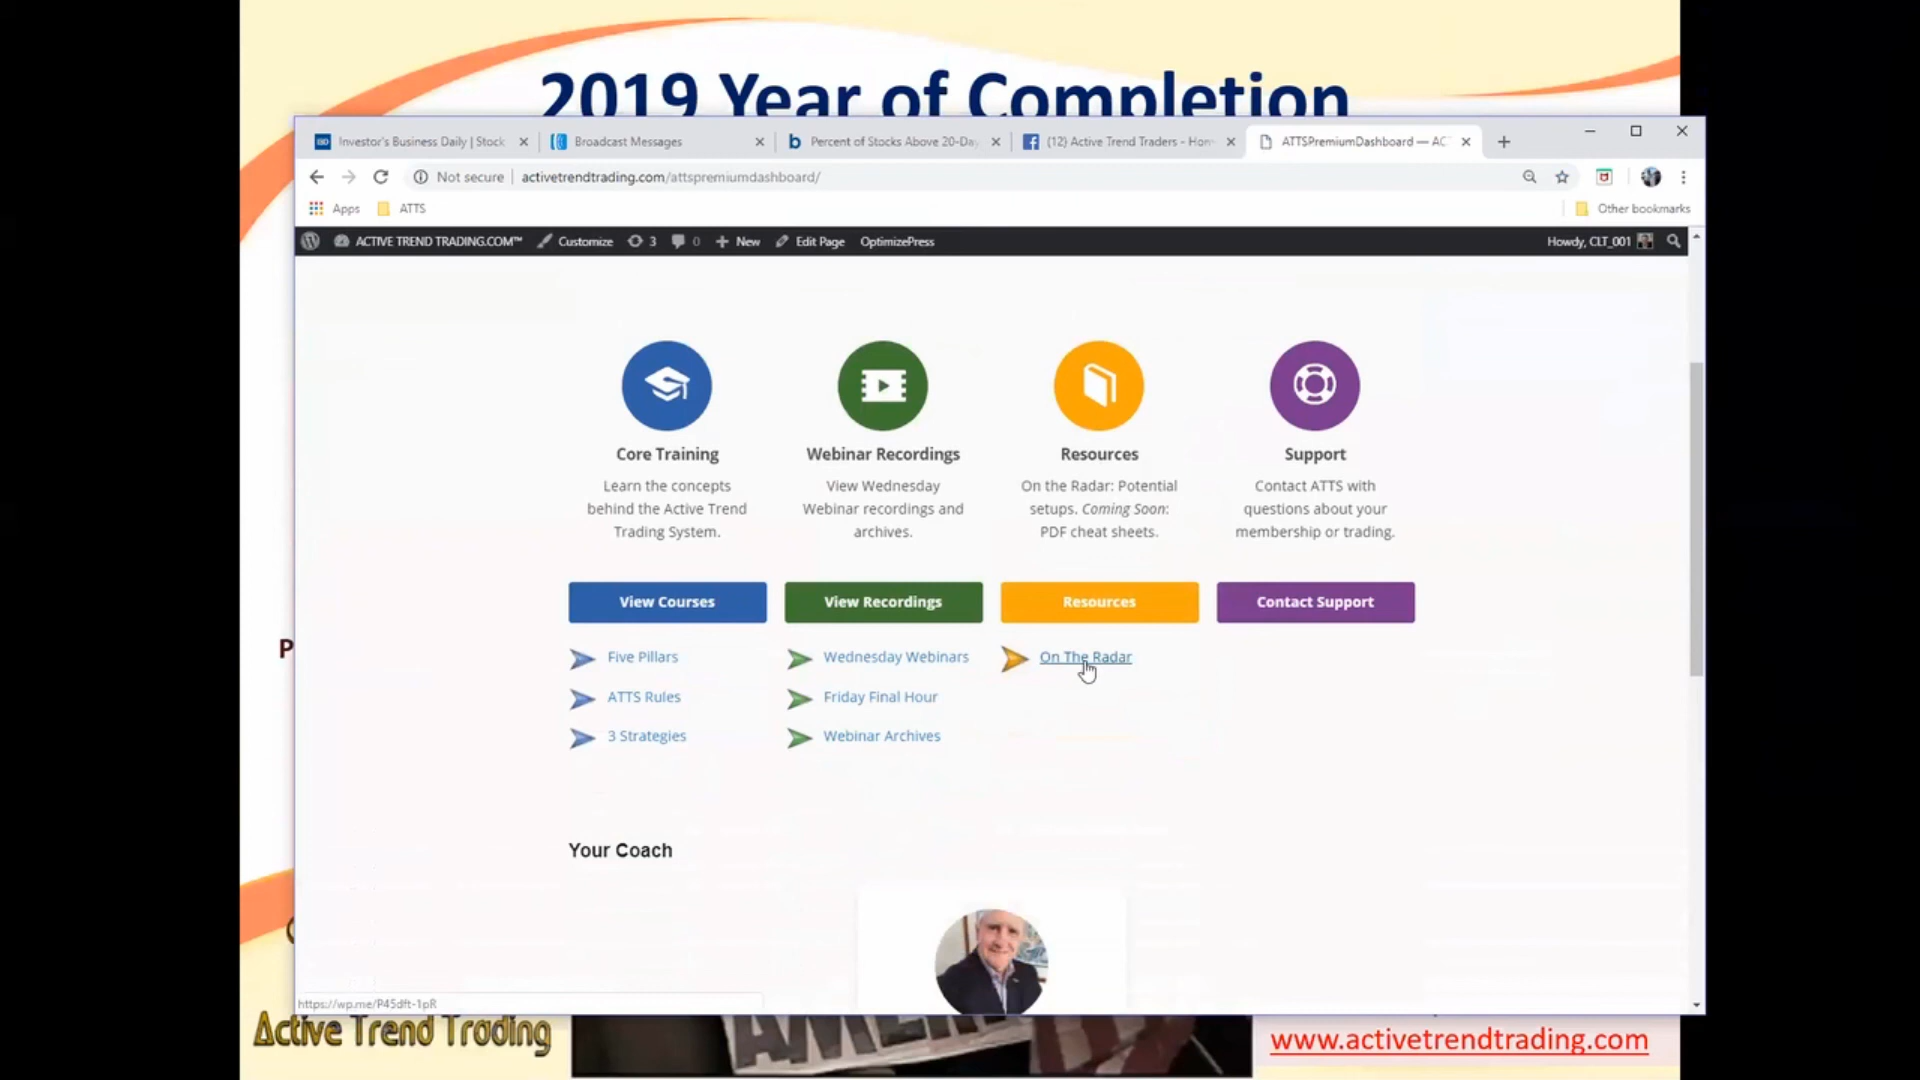 2019 Year of Completion
Investor's Business Daily | Stock
Broadcast Messages
Percent of Stocks Above 20-Day
(12) Active Trend Traders - Hom
ATTSPremiumDashboard — AC
Not secure | activetrendtrading.com/attspremiumdashboard/
Apps
ATTS
Other bookmarks
ACTIVE TREND TRADING.COM™
Customize
3
0
New
Edit Page
OptimizePress
Howdy, CLT_001
Core Training
Learn the concepts
behind the Active Trend
Trading System.
View Courses
Five Pillars
ATTS Rules
3 Strategies
Webinar Recordings
View Wednesday
Webinar recordings and
archives.
View Recordings
Wednesday Webinars
Friday Final Hour
Webinar Archives
Resources
On the Radar: Potential
setups. Coming Soon:
PDF cheat sheets.
Resources
On The Radar
Support
Contact ATTS with
questions about your
membership or trading.
Contact Support
P
Your Coach
https://wp.me/P45dft-1pR
Active Trend Trading
www.activetrendtrading.com